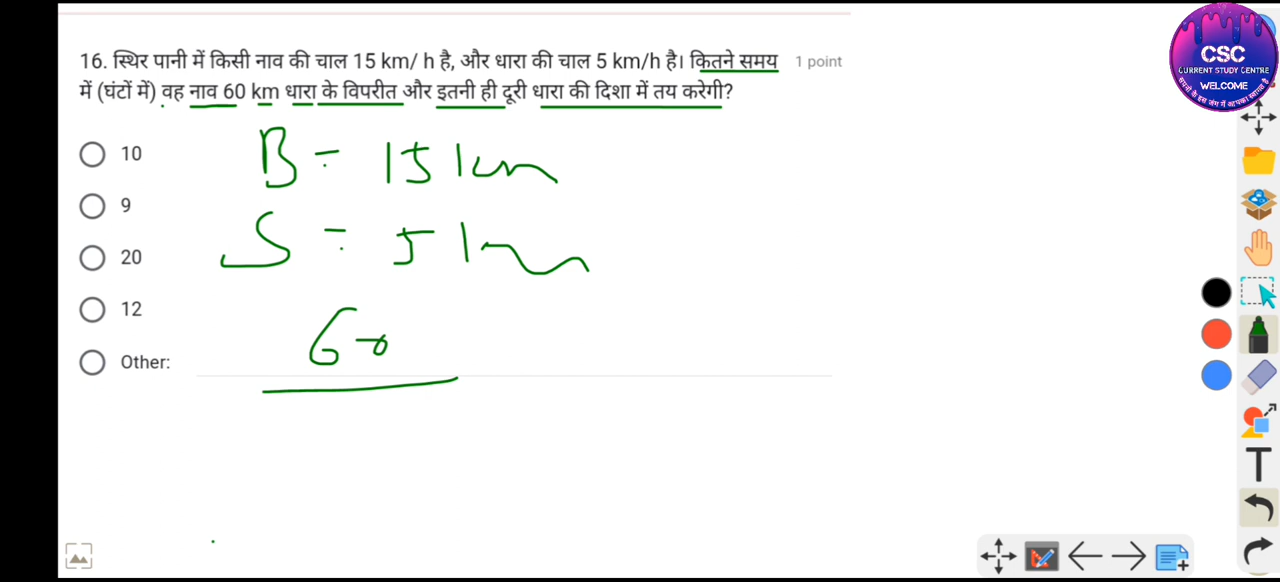 16. स्थिर पानी में किसी नाव की चाल 15 km/ h है, और धारा की चाल 5 km/h है। कितने समय 1 point
में (घंटों में) वह नाव 60 km धारा के विपरीत और इतनी ही दूरी धारा की दिशा में तय करेगी?
10
9
20
12
Other:
B = 15 km
S = 5 km
60
CSC
CURRENT STUDY CENTRE
WELCOME